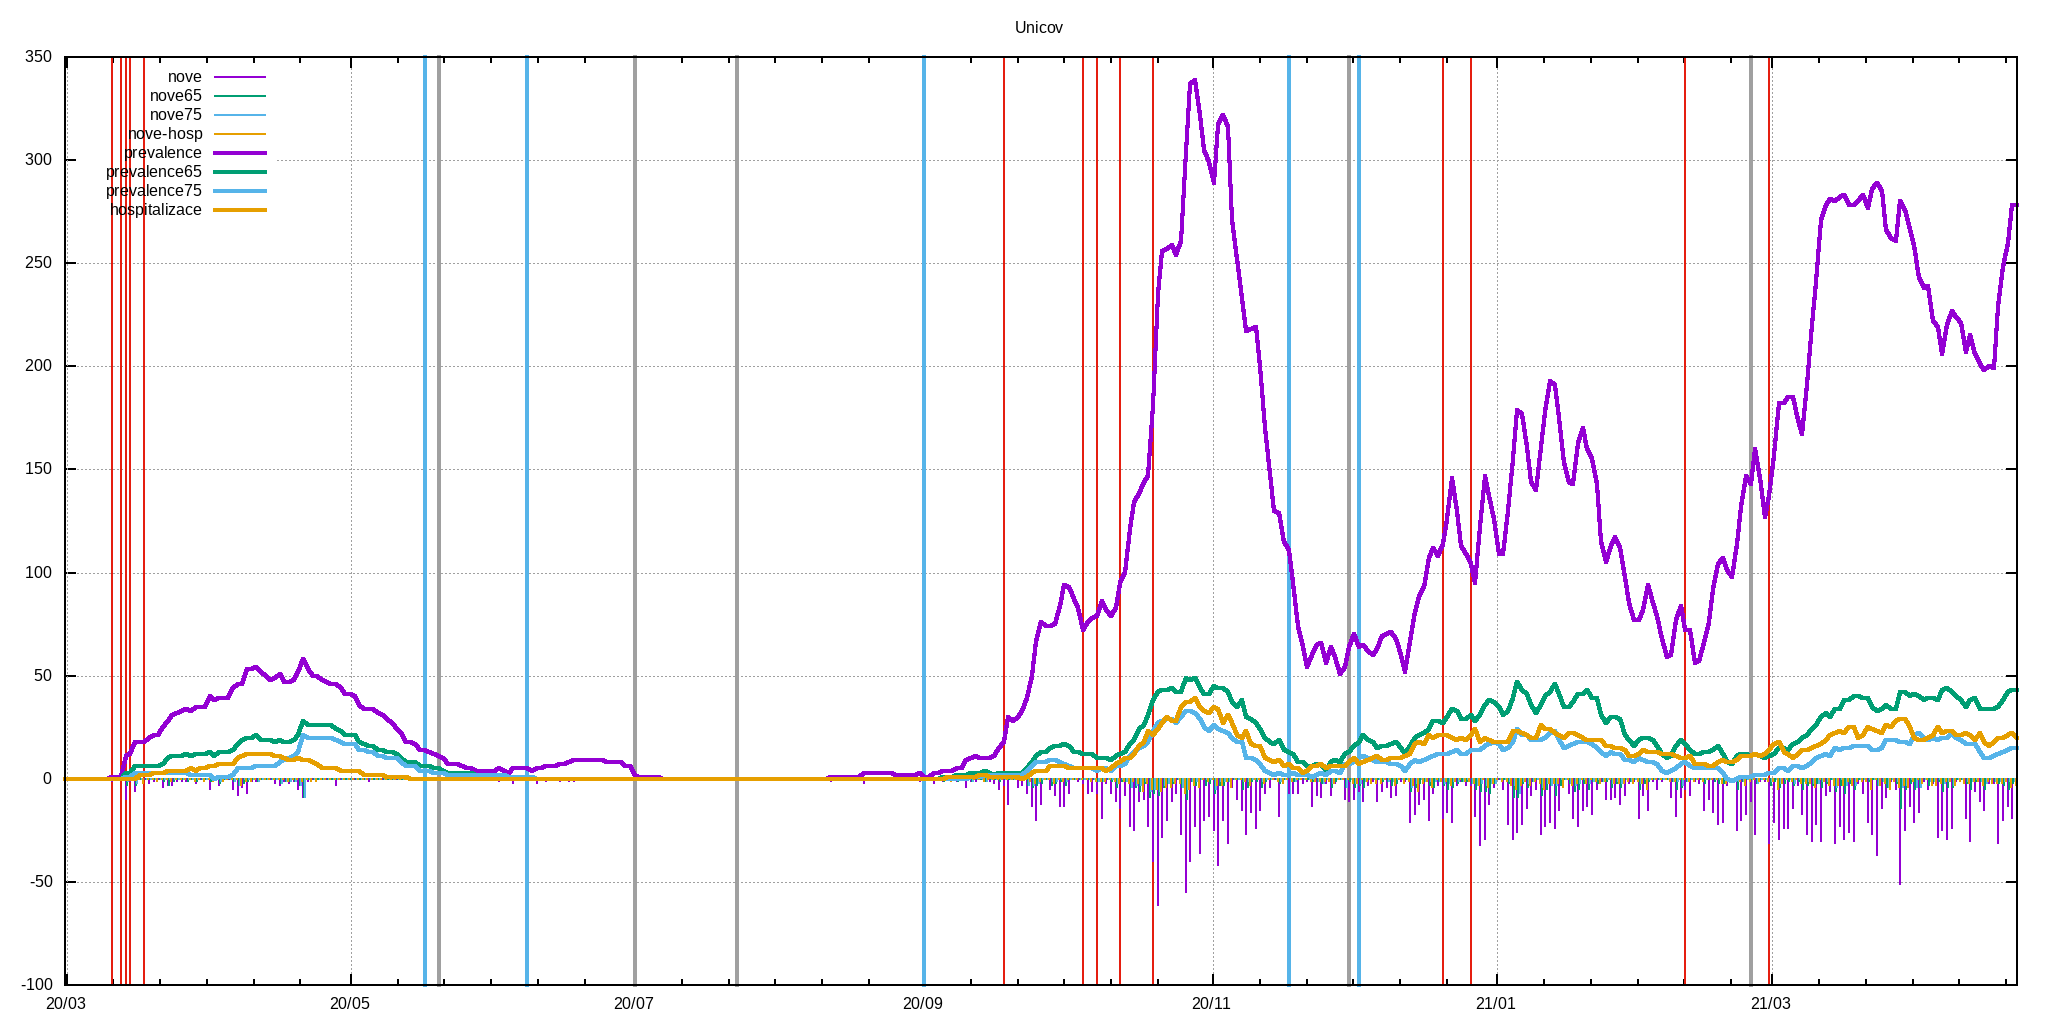 Unicov
350
300
250
200
150
100
50
0
-50
-100
nove
nove65
nove75
nove-hosp
prevalence
prevalence65
prevalence75
hospitalizace
20/03
20/05
20/07
20/09
20/11
21/01
21/03